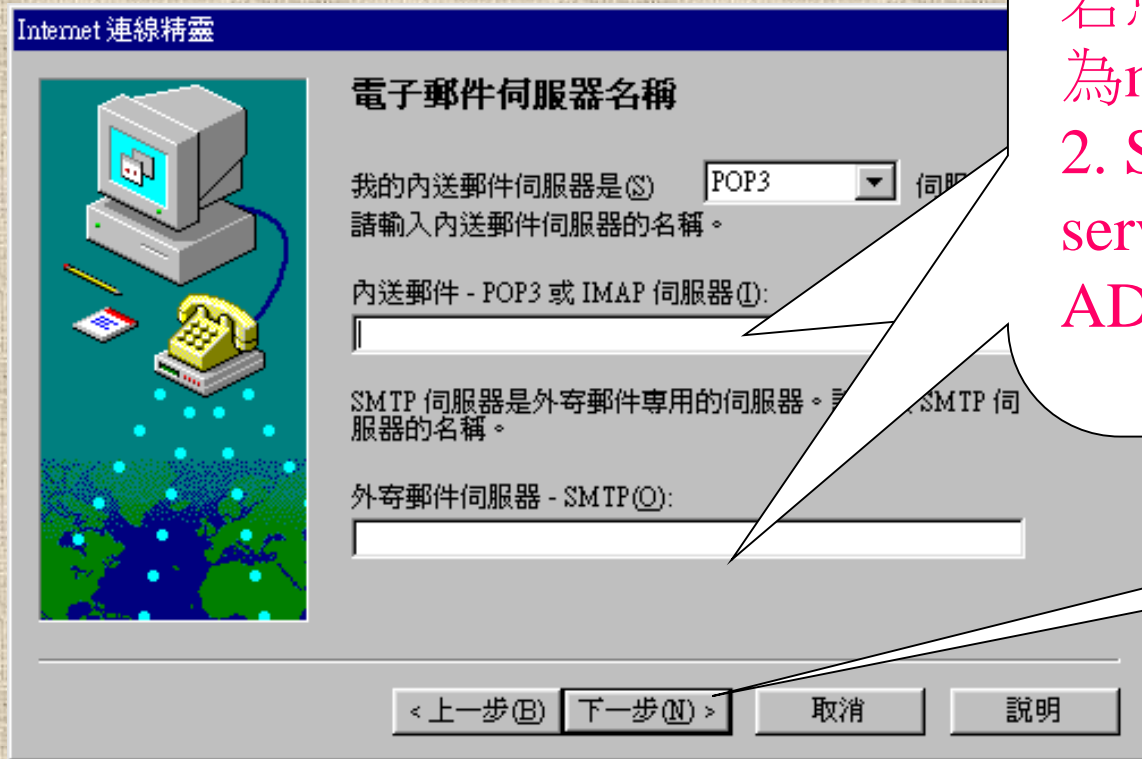 Internet 連線精靈
電子郵件伺服器名稱
我的內送郵件伺服器是(S) POP3 伺服
請輸入內送郵件伺服器的名稱。
內送郵件 - POP3 或 IMAP 伺服器(I):
SMTP 伺服器是外寄郵件專用的伺服器。 SMTP 伺
服器的名稱。
外寄郵件伺服器 - SMTP(O):
< 上一步(B) 下一步(N) > 取消 說明
為
2. S
serv
AD